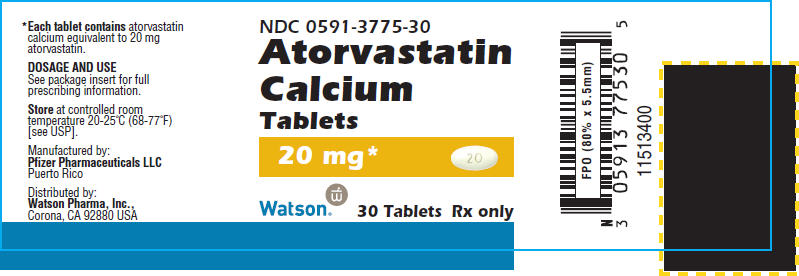 *Each tablet contains atorvastatin
calcium equivalent to 20 mg
atorvastatin.
DOSAGE AND USE
See package insert for full
prescribing information.
Store at controlled room
temperature 20-25°C (68-77°F)
[see USP].
Manufactured by:
Pfizer Pharmaceuticals LLC
Puerto Rico
Distributed by:
Watson Pharma, Inc.,
Corona, CA 92880 USA
NDC 0591-3775-30
Atorvastatin
Calcium
Tablets
20 mg*
20
Watson®
30 Tablets Rx only
FPO (80% x 5.5mm)
N
3 05913 77530 5
11513400